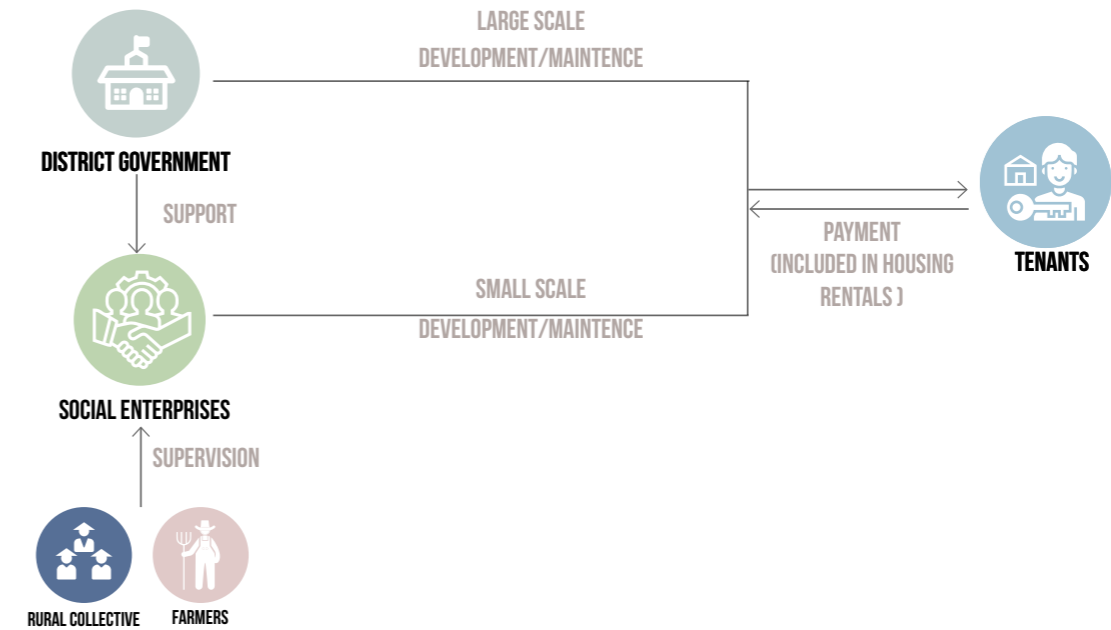 LARGE SCALE
DEVELOPMENT/MAINTENCE
DISTRICT GOVERNMENT
SUPPORT
PAYMENT
(INCLUDED IN HOUSING
RENTALS )
TENANTS
SMALL SCALE
DEVELOPMENT/MAINTENCE
SOCIAL ENTERPRISES
SUPERVISION
RURAL COLLECTIVE
FARMERS